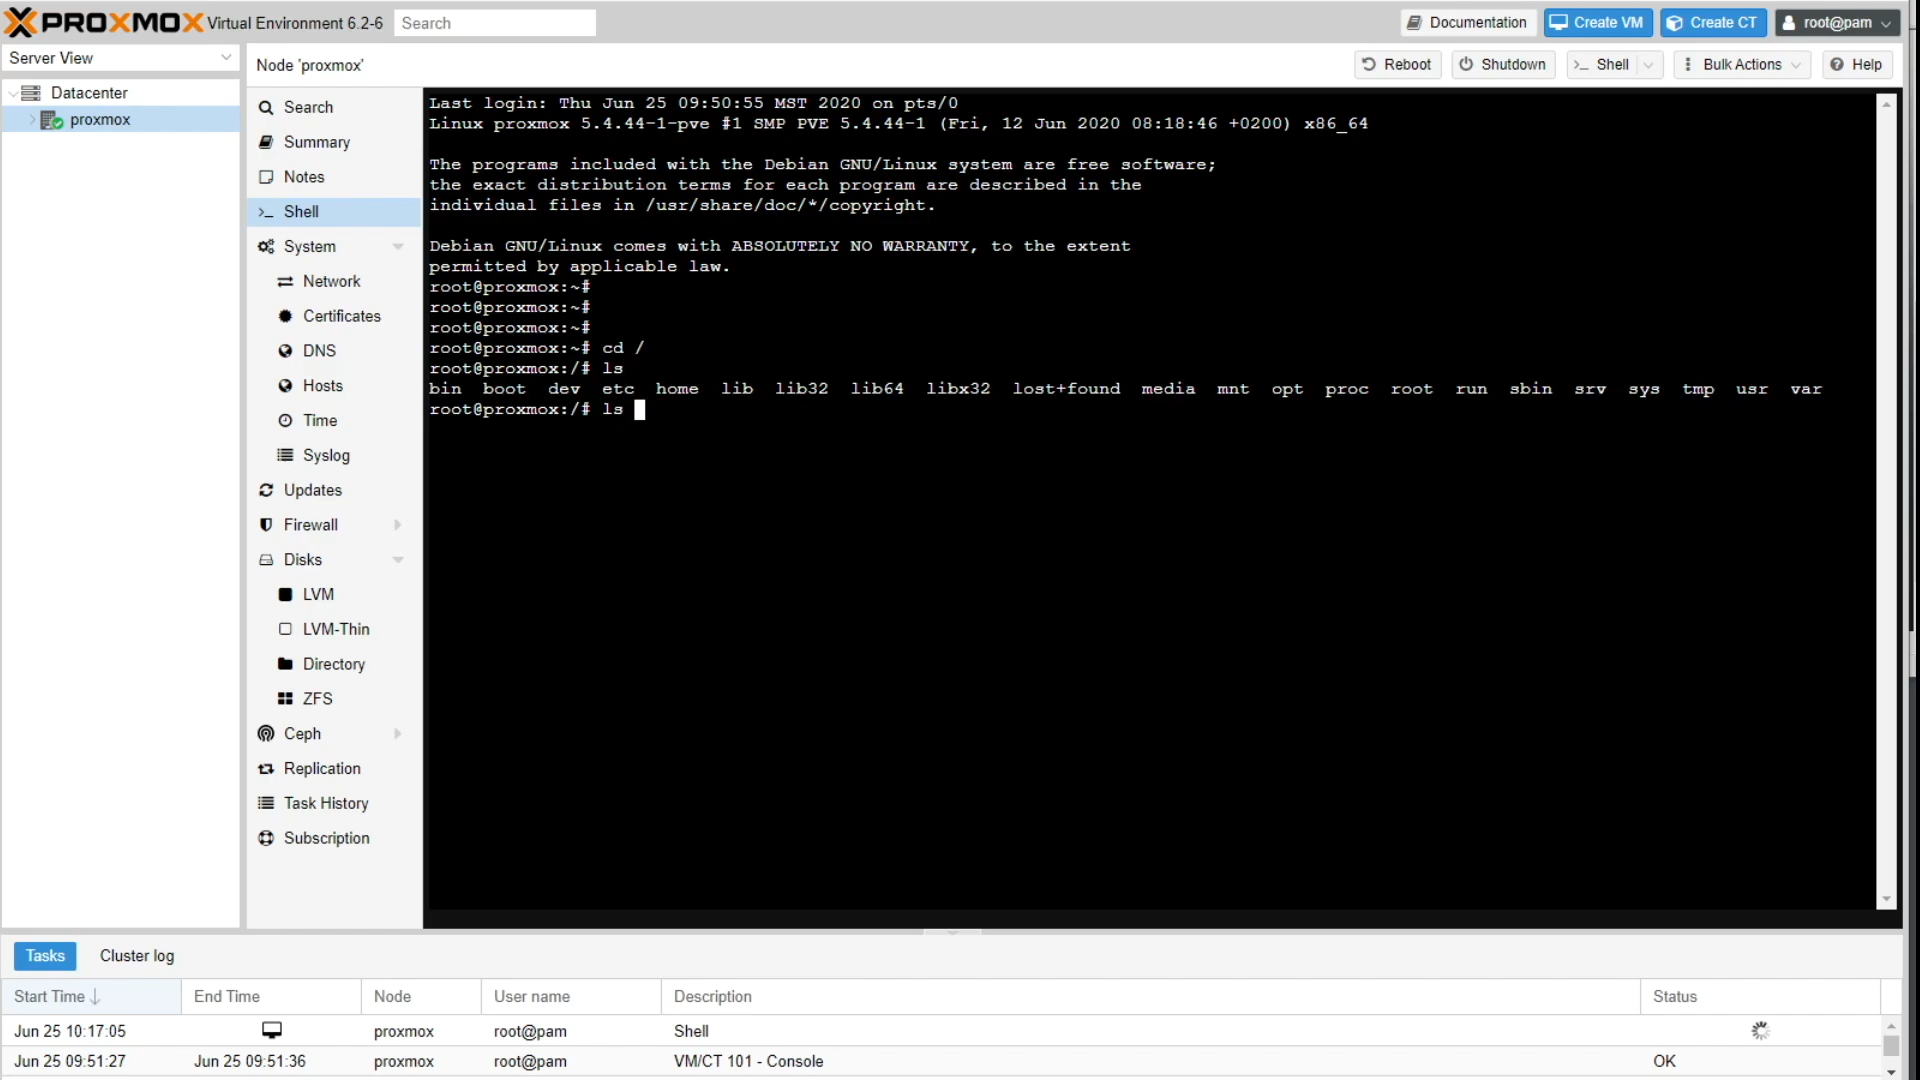 PROXMOX Virtual Environment 6.2-6 Search Documentation Create VM Create CT root@pam
Server View
Node 'proxmox' Reboot Shutdown >_ Shell Bulk Actions Help
Datacenter
proxmox
Search
Summary
Notes
>_ Shell
System
Network
Certificates
DNS
Hosts
Time
Syslog
Updates
Firewall
Disks
LVM
LVM-Thin
Directory
ZFS
Ceph
Replication
Task History
Subscription
Last login: Thu Jun 25 09:50:55 MST 2020 on pts/0
Linux proxmox 5.4.44-1-pve #1 SMP PVE 5.4.44-1 (Fri, 12 Jun 2020 08:18:46 +0200) x86_64
The programs included with the Debian GNU/Linux system are free software;
the exact distribution terms for each program are described in the
individual files in /usr/share/doc/*/copyright.
Debian GNU/Linux comes with ABSOLUTELY NO WARRANTY, to the extent
permitted by applicable law.
root@proxmox:~#
root@proxmox:~#
root@proxmox:~#
root@proxmox:~# cd /
root@proxmox:/# ls
bin boot dev etc home lib lib32 lib64 libx32 lost+found media mnt opt proc root run sbin srv sys tmp usr var
root@proxmox:/# ls
Tasks Cluster log
Start Time End Time Node User name Description Status
Jun 25 10:17:05 proxmox root@pam Shell
Jun 25 09:51:27 Jun 25 09:51:36 proxmox root@pam VM/CT 101 - Console OK